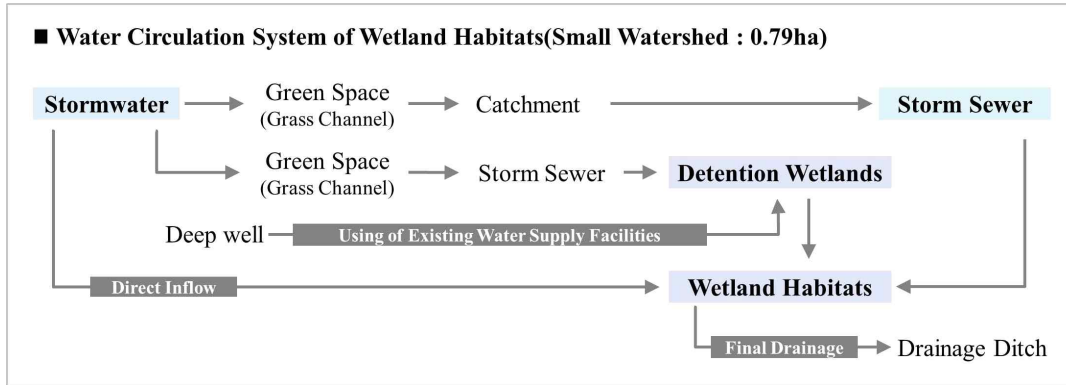 ■ Water Circulation System of Wetland Habitats(Small Watershed : 0.79ha)
Stormwater
Green Space
(Grass Channel)
Catchment
Storm Sewer
Green Space
(Grass Channel)
Storm Sewer
Detention Wetlands
Deep well
Using of Existing Water Supply Facilities
Direct Inflow
Wetland Habitats
Final Drainage
Drainage Ditch